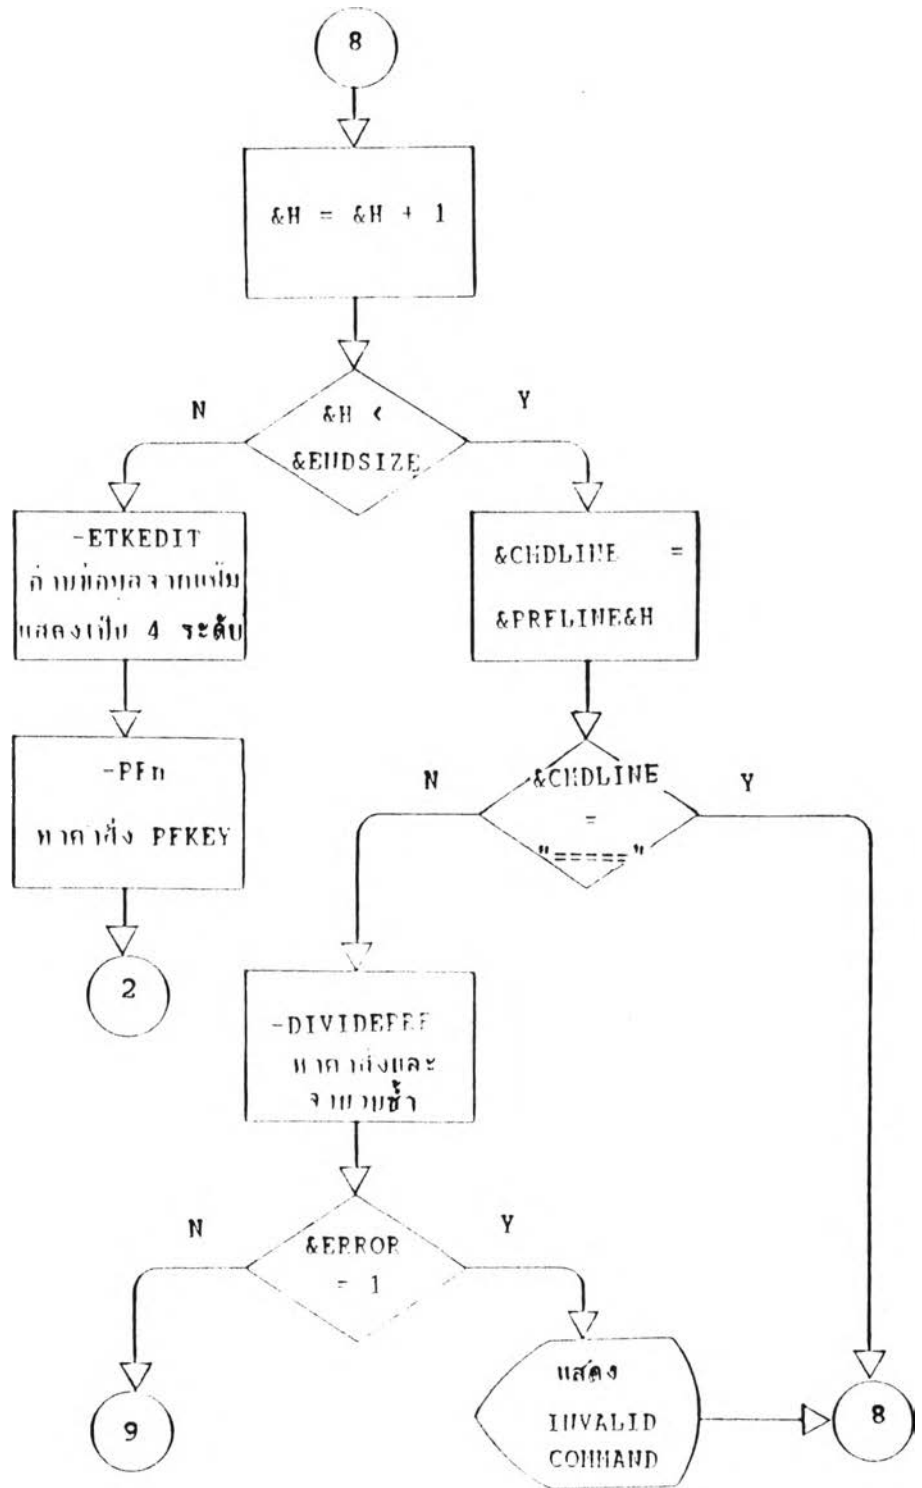 8
&H = &H + 1
N
Y
&H <
&ENDSIZE
-ETKEDIT
อ่านข้อมูลจากแฟ้ม
แสดงเป็น 4 ระดับ
&CMDLINE =
&PRFLINE&H
-PFn
หาคำสั่ง PFKEY
N
Y
&CMDLINE
=
"====="
2
-DIVIDEPRF
หาคำสั่งและ
จำนวนซ้ำ
N
Y
&ERROR
= 1
แสดง
INVALID
COMMAND
9
8